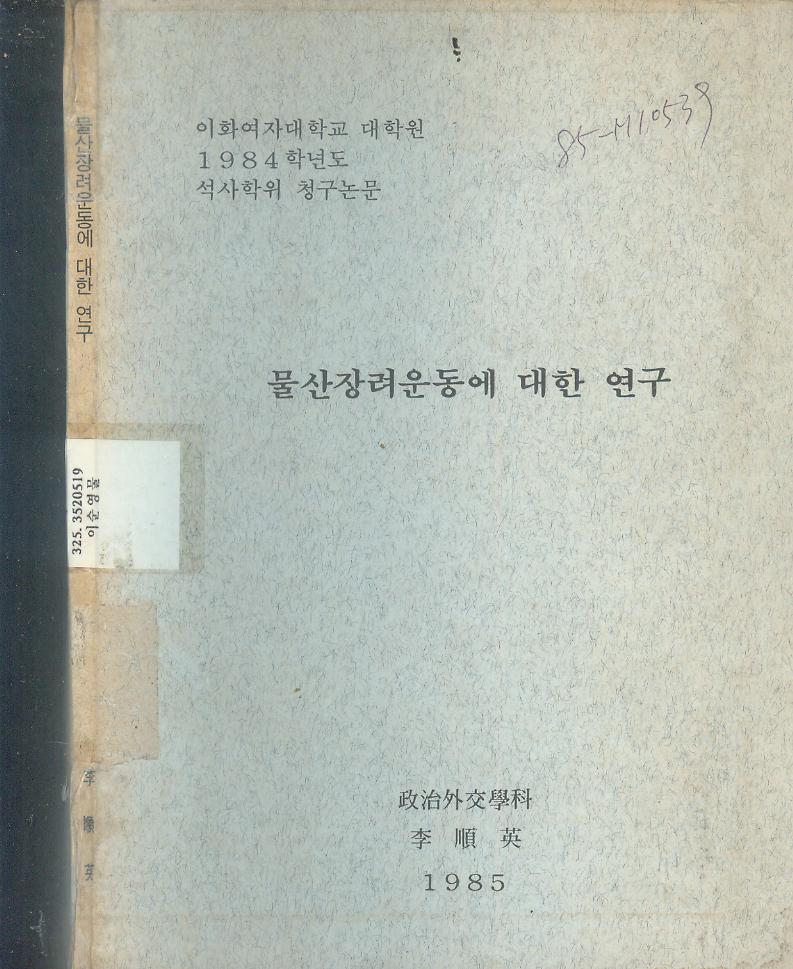 이화여자대학교 대학원
1984학년도
석사학위 청구논문
85-M10539
물산장려운동에 대한 연구
政治外交學科
李順英
1985
물산장려운동에 대한 연구
325.3520519
이순영물
李順英